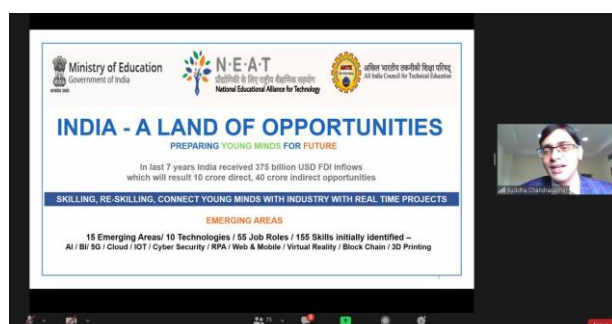 Ministry of Education
Government of India
N·E·A·T
प्रौद्योगिकी के लिए राष्ट्रीय शैक्षणिक सहयोग
National Educational Alliance for Technology
अखिल भारतीय तकनीकी शिक्षा परिषद्
All India Council for Technical Education
INDIA - A LAND OF OPPORTUNITIES
PREPARING YOUNG MINDS FOR FUTURE
In last 7 years India received 375 billion USD FDI inflows
which will result 10 crore direct, 40 crore indirect opportunities
SKILLING, RE-SKILLING, CONNECT YOUNG MINDS WITH INDUSTRY WITH REAL TIME PROJECTS
EMERGING AREAS
15 Emerging Areas/ 10 Technologies / 55 Job Roles / 155 Skills initially identified –
AI / BI/ 5G / Cloud / IOT / Cyber Security / RPA / Web & Mobile / Virtual Reality / Block Chain / 3D Printing
Buddha Chandrasekhar
75